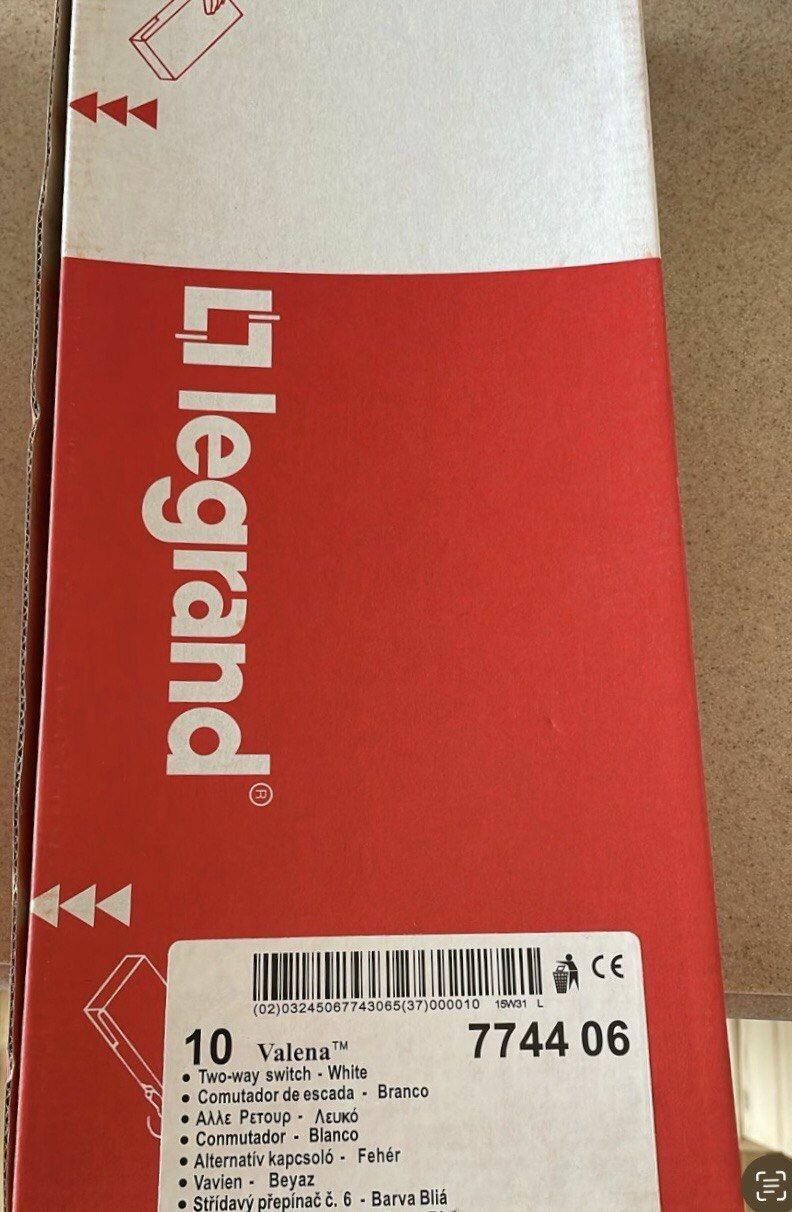 legrand®
(02)03245067743065(37)000010 15W31 L
CE
10 Valena™ 7744 06
• Two-way switch - White
• Comutador de escada - Branco
• Αλλε Ρετουρ - Λευκό
• Conmutador - Blanco
• Alternatív kapcsoló - Fehér
• Vavien - Beyaz
• Střídavý přepínač č. 6 - Barva Bliá